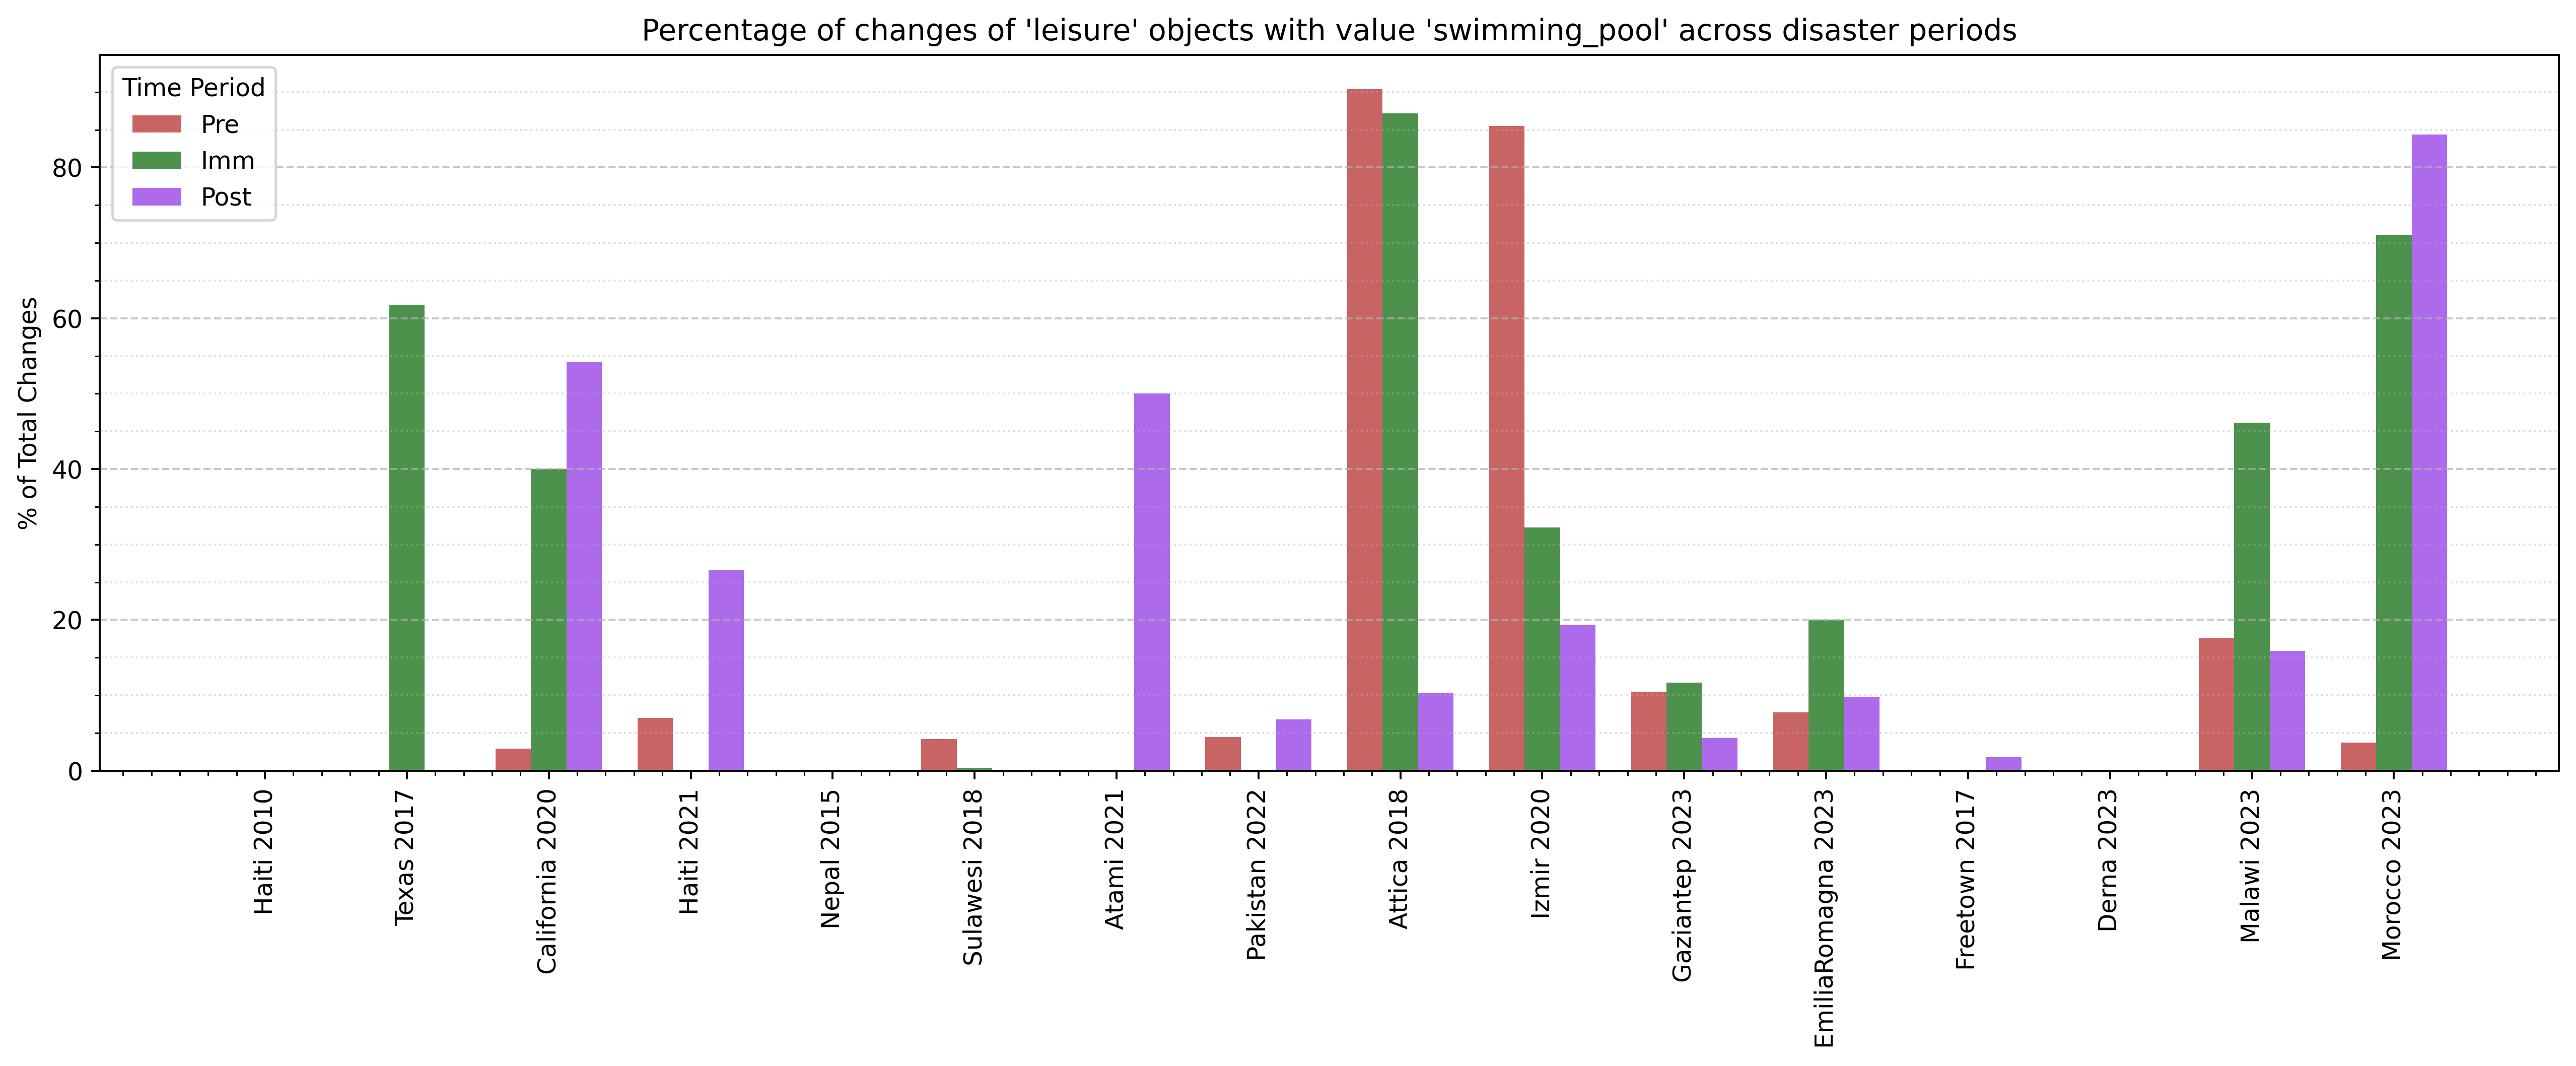 Percentage of changes of 'leisure' objects with value 'swimming_pool' across disaster periods
Time Period
Pre
Imm
Post
% of Total Changes
80
60
40
20
0
Haiti 2010
Texas 2017
California 2020
Haiti 2021
Nepal 2015
Sulawesi 2018
Atami 2021
Pakistan 2022
Attica 2018
Izmir 2020
Gaziantep 2023
EmiliaRomagna 2023
Freetown 2017
Derna 2023
Malawi 2023
Morocco 2023